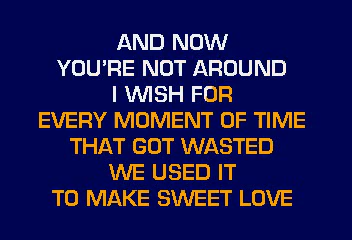 AND NOW
YOU'RE NOT AROUND
I WISH FOR
EVERY MOMENT OF TIME
THAT GOT WASTED
WE USED IT
TO MAKE SWEET LOVE